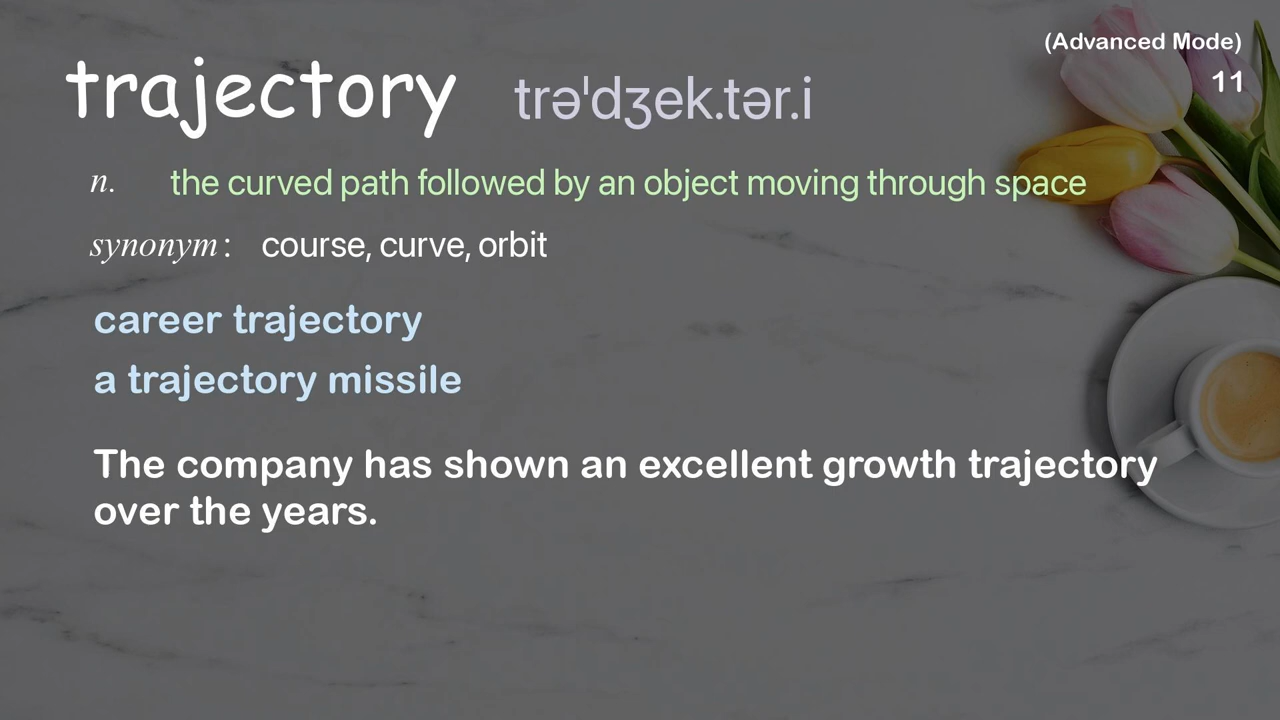 (Advanced Mode)
11
trajectory trəˈdʒek.tər.i
n. the curved path followed by an object moving through space
synonym: course, curve, orbit
career trajectory
a trajectory missile
The company has shown an excellent growth trajectory
over the years.